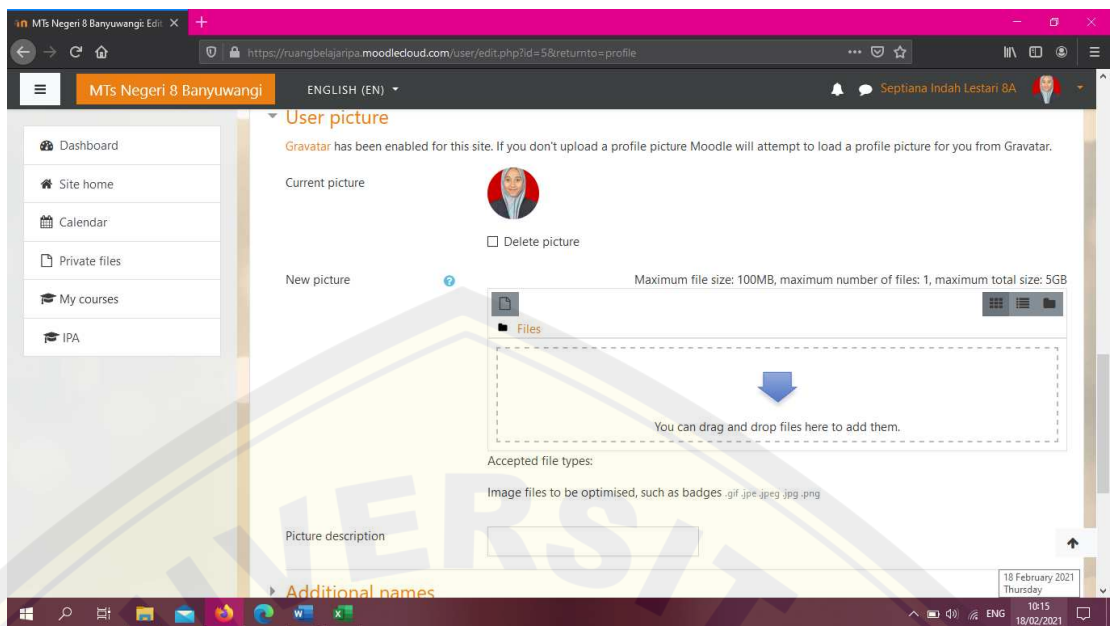 MTs Negeri 8 Banyuwangi: Edit
https://ruangbelajaripa.moodlecloud.com/user/edit.php?id=5&returnto=profile
MTs Negeri 8 Banyuwangi
ENGLISH (EN)
Septiana Indah Lestari 8A
User picture
Dashboard
Gravatar has been enabled for this site. If you don't upload a profile picture Moodle will attempt to load a profile picture for you from Gravatar.
Site home
Current picture
Calendar
Delete picture
Private files
New picture
Maximum file size: 100MB, maximum number of files: 1, maximum total size: 5GB
My courses
Files
IPA
You can drag and drop files here to add them.
Accepted file types:
Image files to be optimised, such as badges .gif .jpe .jpeg .jpg .png
Picture description
Additional names
18 February 2021
Thursday
ENG
10:15
18/02/2021
VERSIT